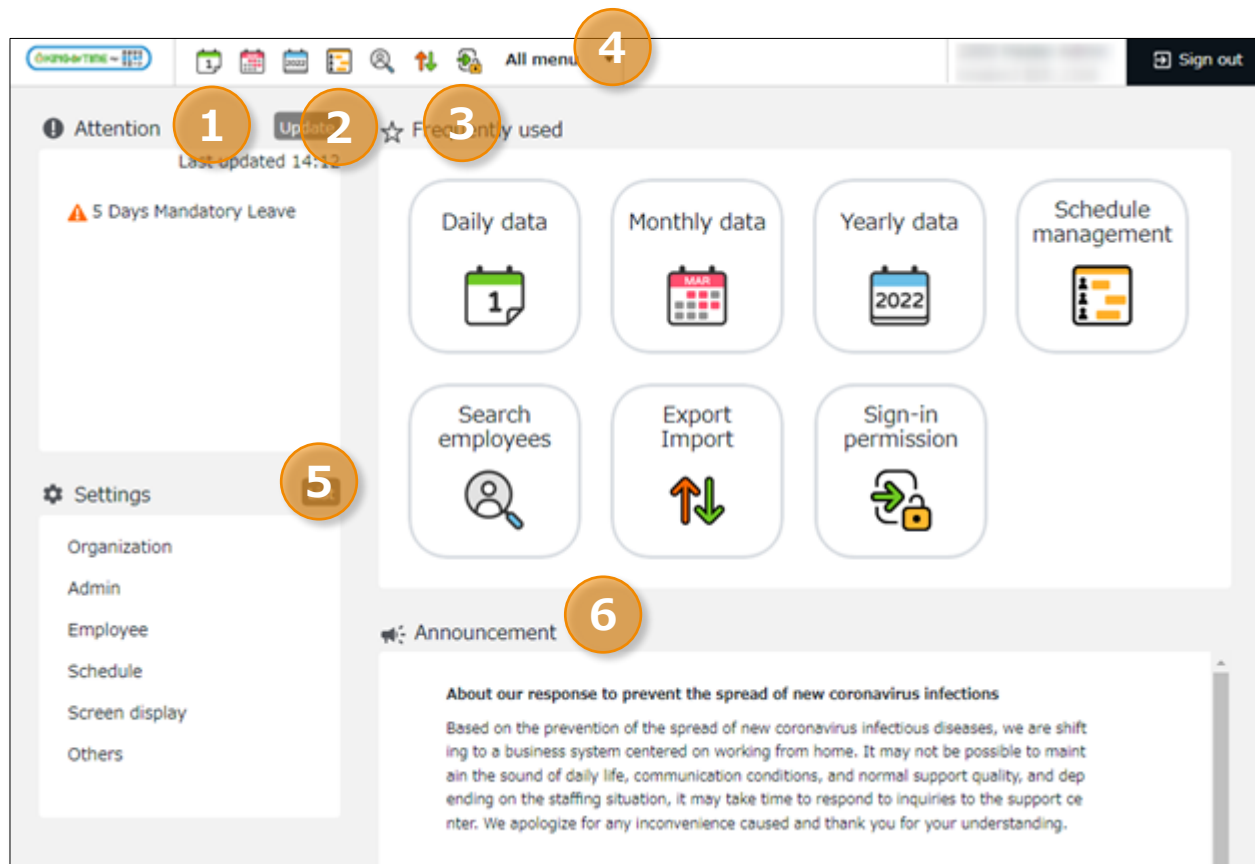 KING OF TIME
1
All menu
4
Sign out
Attention
1
Update
2
Frequently used
3
Last updated 14:12
5 Days Mandatory Leave
Daily data
1
Monthly data
MAR
Yearly data
2022
Schedule
management
Search
employees
Export
Import
Sign-in
permission
Settings
5
Organization
Admin
Employee
Schedule
Screen display
Others
Announcement
6
About our response to prevent the spread of new coronavirus infections
Based on the prevention of the spread of new coronavirus infectious diseases, we are shift
ing to a business system centered on working from home. It may not be possible to maint
ain the sound of daily life, communication conditions, and normal support quality, and dep
ending on the staffing situation, it may take time to respond to inquiries to the support ce
nter. We apologize for any inconvenience caused and thank you for your understanding.